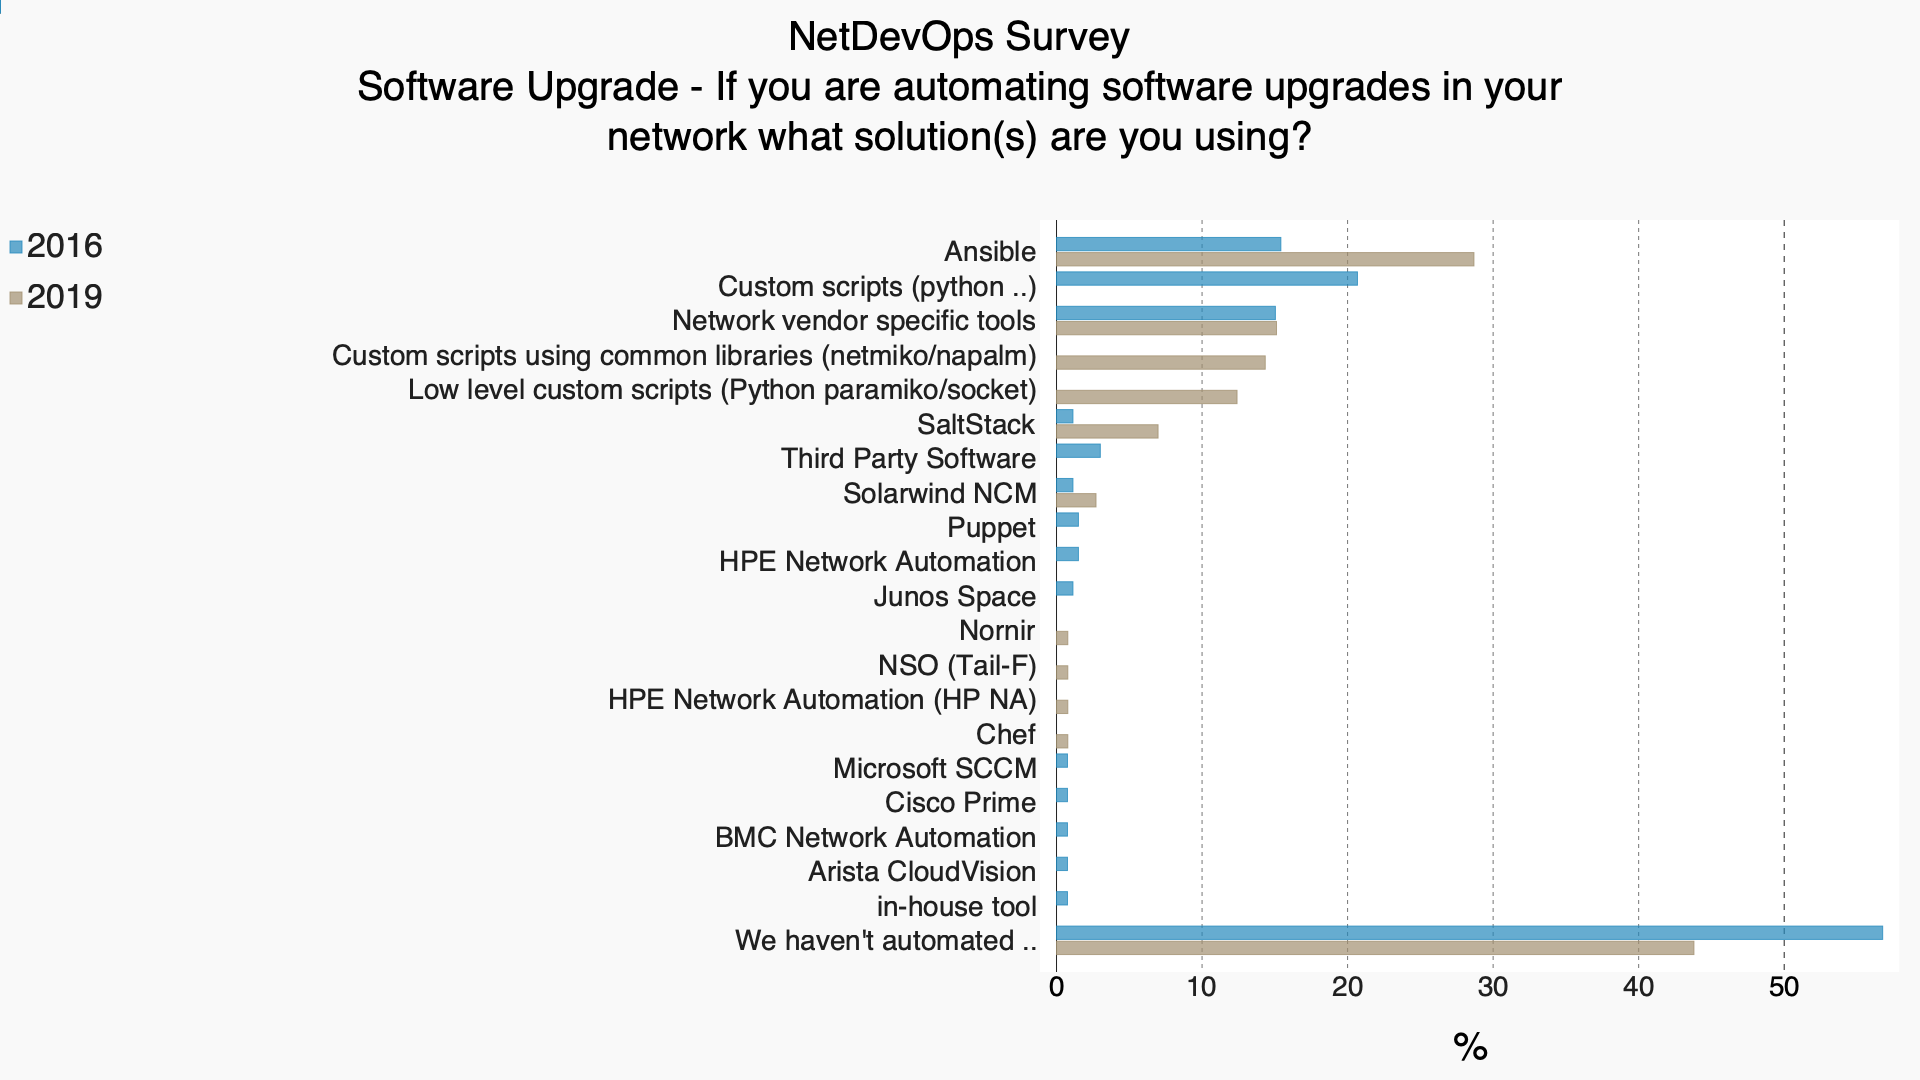 NetDevOps Survey
Software Upgrade - If you are automating software upgrades in your
network what solution(s) are you using?
2016
2019
Ansible
Custom scripts (python ..)
Network vendor specific tools
Custom scripts using common libraries (netmiko/napalm)
Low level custom scripts (Python paramiko/socket)
SaltStack
Third Party Software
Solarwind NCM
Puppet
HPE Network Automation
Junos Space
Nornir
NSO (Tail-F)
HPE Network Automation (HP NA)
Chef
Microsoft SCCM
Cisco Prime
BMC Network Automation
Arista CloudVision
in-house tool
We haven't automated ..
0 10 20 30 40 50
%